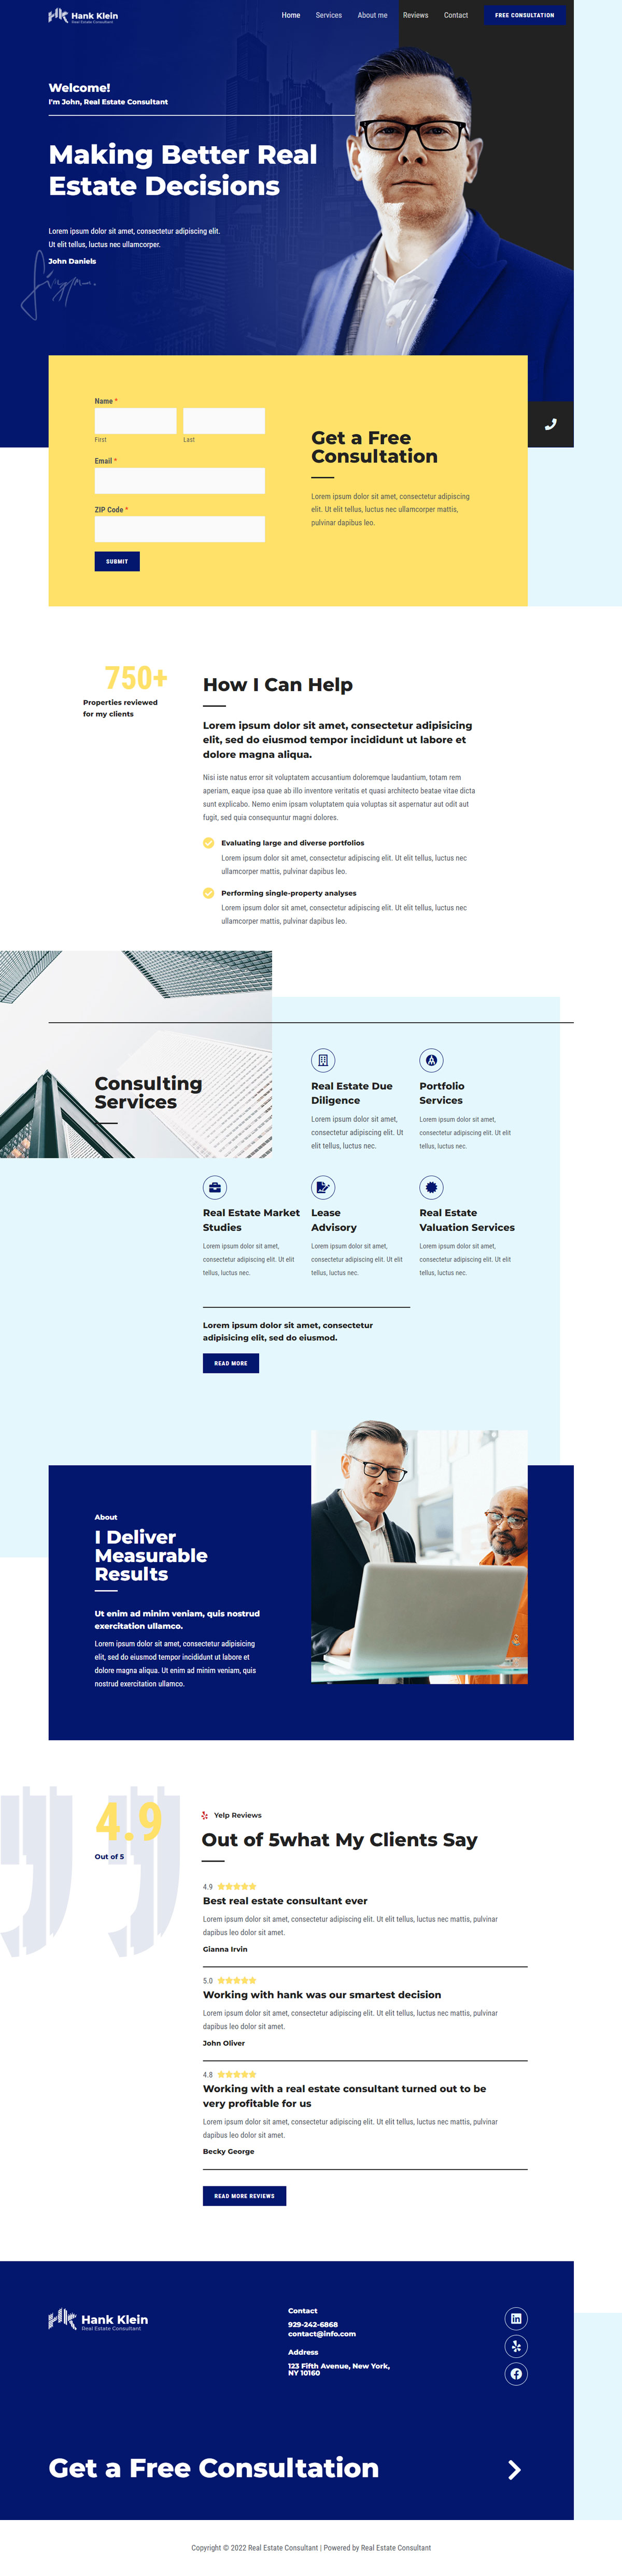 Hank Klein
Real Estate Consultant
Home
Services
About me
Reviews
Contact
FREE CONSULTATION
Welcome!
I'm John, Real Estate Consultant
Making Better Real
Estate Decisions
Lorem ipsum dolor sit amet, consectetur adipiscing elit.
Ut elit tellus, luctus nec ullamcorper.
John Daniels
Name *
First
Last
Email *
ZIP Code *
SUBMIT
Get a Free
Consultation
Lorem ipsum dolor sit amet, consectetur adipiscing
elit. Ut elit tellus, luctus nec ullamcorper mattis,
pulvinar dapibus leo.
750+
Properties reviewed
for my clients
How I Can Help
Lorem ipsum dolor sit amet, consectetur adipisicing
elit, sed do eiusmod tempor incididunt ut labore et
dolore magna aliqua.
Nisi iste natus error sit voluptatem accusantium doloremque laudantium, totam rem
aperiam, eaque ipsa quae ab illo inventore veritatis et quasi architecto beatae vitae dicta
sunt explicabo. Nemo enim ipsam voluptatem quia voluptas sit aspernatur aut odit aut
fugit, sed quia consequuntur magni dolores.
Evaluating large and diverse portfolios
Lorem ipsum dolor sit amet, consectetur adipiscing elit. Ut elit tellus, luctus nec
ullamcorper mattis, pulvinar dapibus leo.
Performing single-property analyses
Lorem ipsum dolor sit amet, consectetur adipiscing elit. Ut elit tellus, luctus nec
ullamcorper mattis, pulvinar dapibus leo.
Consulting
Services
Real Estate Due
Diligence
Lorem ipsum dolor sit amet,
consectetur adipiscing elit. Ut
elit tellus, luctus nec.
Portfolio
Services
Lorem ipsum dolor sit amet,
consectetur adipiscing elit. Ut elit
tellus, luctus nec.
Real Estate Market
Studies
Lorem ipsum dolor sit amet,
consectetur adipiscing elit. Ut elit
tellus, luctus nec.
Lease
Advisory
Lorem ipsum dolor sit amet,
consectetur adipiscing elit. Ut elit
tellus, luctus nec.
Real Estate
Valuation Services
Lorem ipsum dolor sit amet,
consectetur adipiscing elit. Ut elit
tellus, luctus nec.
Lorem ipsum dolor sit amet, consectetur
adipisicing elit, sed do eiusmod.
READ MORE
About
I Deliver
Measurable
Results
Ut enim ad minim veniam, quis nostrud
exercitation ullamco.
Lorem ipsum dolor sit amet, consectetur adipisicing
elit, sed do eiusmod tempor incididunt ut labore et
dolore magna aliqua. Ut enim ad minim veniam, quis
nostrud exercitation ullamco.
4.9
Out of 5
Yelp Reviews
Out of 5what My Clients Say
4.9
Best real estate consultant ever
Lorem ipsum dolor sit amet, consectetur adipiscing elit. Ut elit tellus, luctus nec mattis, pulvinar
dapibus leo dolor sit amet.
Gianna Irvin
5.0
Working with hank was our smartest decision
Lorem ipsum dolor sit amet, consectetur adipiscing elit. Ut elit tellus, luctus nec mattis, pulvinar
dapibus leo dolor sit amet.
John Oliver
4.8
Working with a real estate consultant turned out to be
very profitable for us
Lorem ipsum dolor sit amet, consectetur adipiscing elit. Ut elit tellus, luctus nec mattis, pulvinar
dapibus leo dolor sit amet.
Becky George
READ MORE REVIEWS
Hank Klein
Real Estate Consultant
Contact
929-242-6868
contact@info.com
Address
123 Fifth Avenue, New York,
NY 10160
Get a Free Consultation
Copyright © 2022 Real Estate Consultant | Powered by Real Estate Consultant